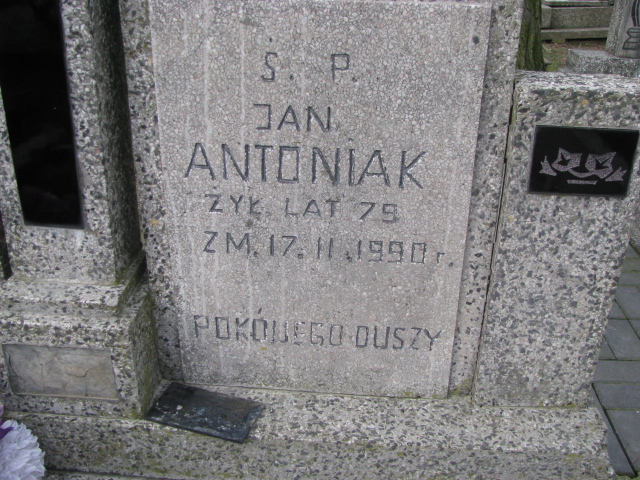 Ś. P.
JAN
ANTONIAK
ŻYŁ. LAT 79
ZM. 17. II. 1990 r.
POKÓJ JEGO DUSZY